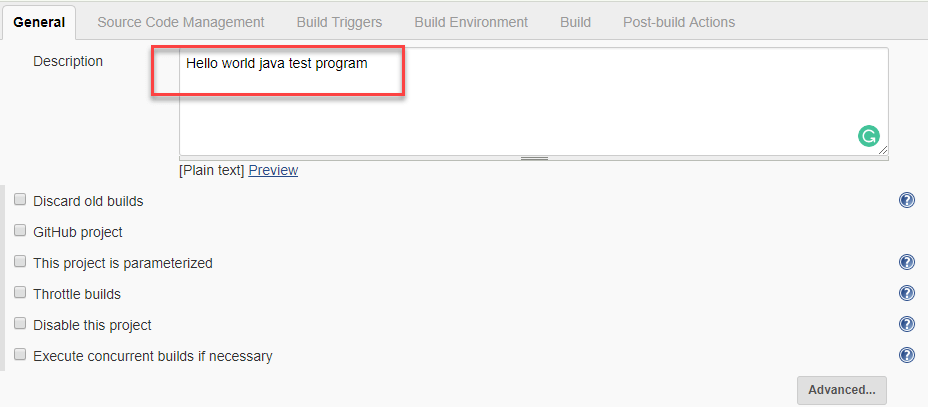 General Source Code Management Build Triggers Build Environment Build Post-build Actions
Description
Hello world java test program
[Plain text] Preview
Discard old builds
GitHub project
This project is parameterized
Throttle builds
Disable this project
Execute concurrent builds if necessary
Advanced...